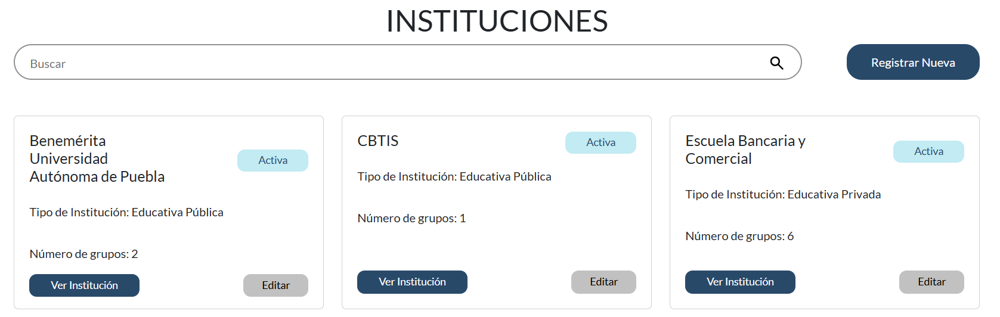 INSTITUCIONES
Buscar
Registrar Nueva
Benemérita
Universidad
Autónoma de Puebla
Activa
Tipo de Institución: Educativa Pública
Número de grupos: 2
Ver Institución
Editar
CBTIS
Activa
Tipo de Institución: Educativa Pública
Número de grupos: 1
Ver Institución
Editar
Escuela Bancaria y
Comercial
Activa
Tipo de Institución: Educativa Privada
Número de grupos: 6
Ver Institución
Editar